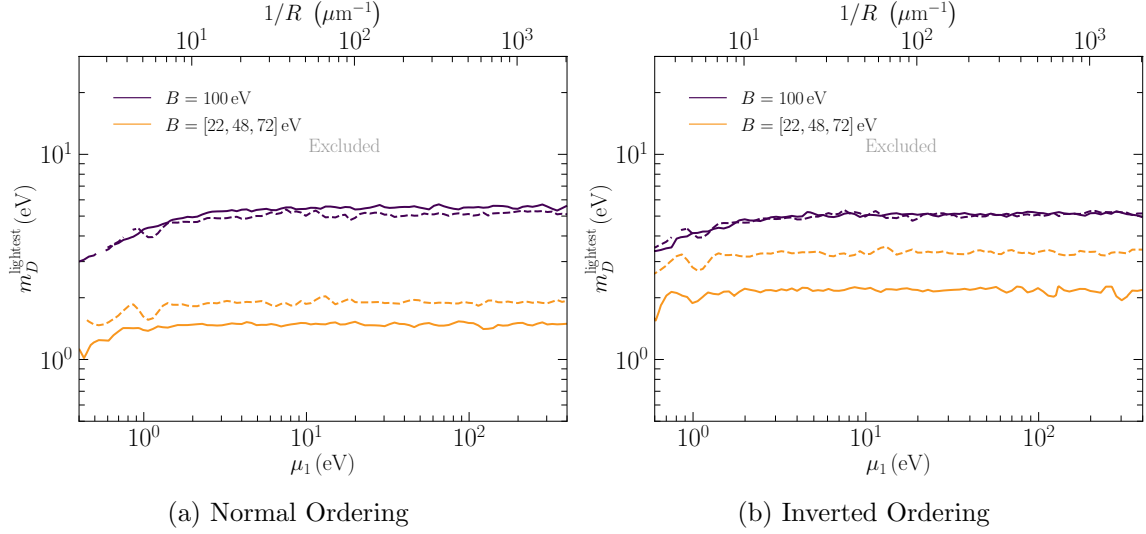 1/R (μm⁻¹)
10¹ 10² 10³
B = 100 eV
B = [22, 48, 72] eV
Excluded
10¹
10⁰
m_D^lightest (eV)
10⁰ 10¹ 10²
μ₁ (eV)
(a) Normal Ordering
1/R (μm⁻¹)
10¹ 10² 10³
B = 100 eV
B = [22, 48, 72] eV
Excluded
10¹
10⁰
m_D^lightest (eV)
10⁰ 10¹ 10²
μ₁ (eV)
(b) Inverted Ordering